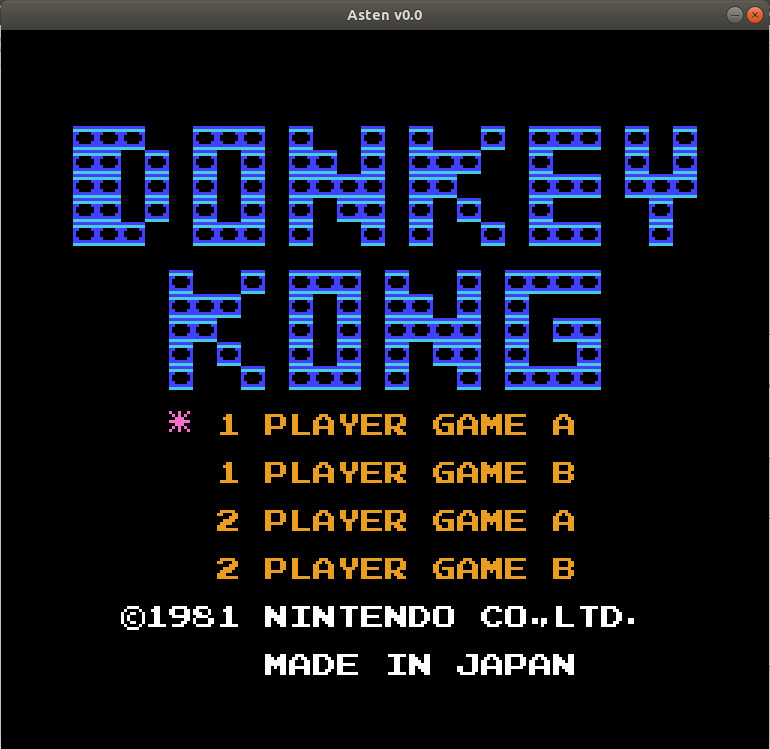 Asten v0.0
DONKEY
KONG
* 1 PLAYER GAME A
1 PLAYER GAME B
2 PLAYER GAME A
2 PLAYER GAME B
©1981 NINTENDO CO.,LTD.
MADE IN JAPAN